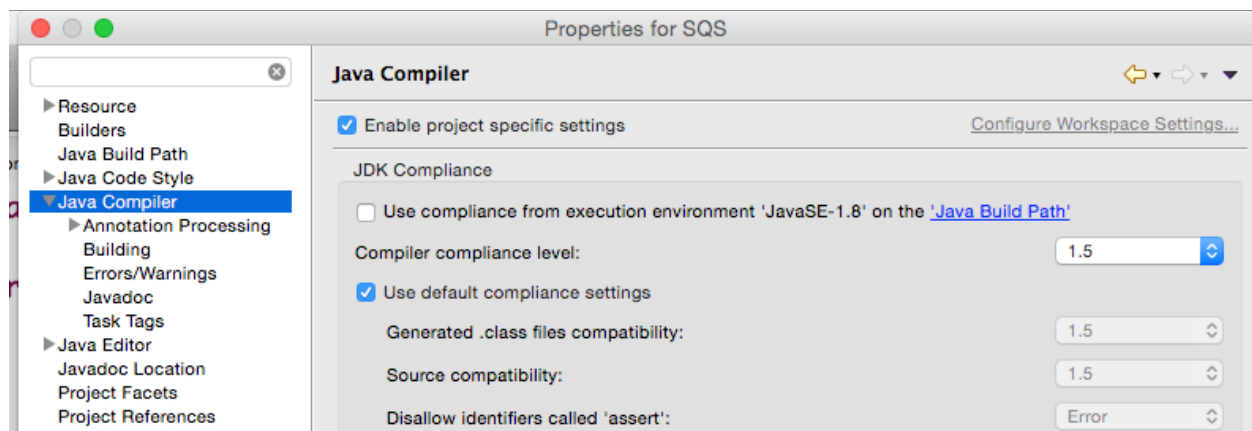 Properties for SQS
Resource
Builders
Java Build Path
Java Code Style
Java Compiler
Annotation Processing
Building
Errors/Warnings
Javadoc
Task Tags
Java Editor
Javadoc Location
Project Facets
Project References
Java Compiler
Enable project specific settings
Configure Workspace Settings...
JDK Compliance
Use compliance from execution environment 'JavaSE-1.8' on the 'Java Build Path'
Compiler compliance level: 1.5
Use default compliance settings
Generated .class files compatibility: 1.5
Source compatibility: 1.5
Disallow identifiers called 'assert': Error